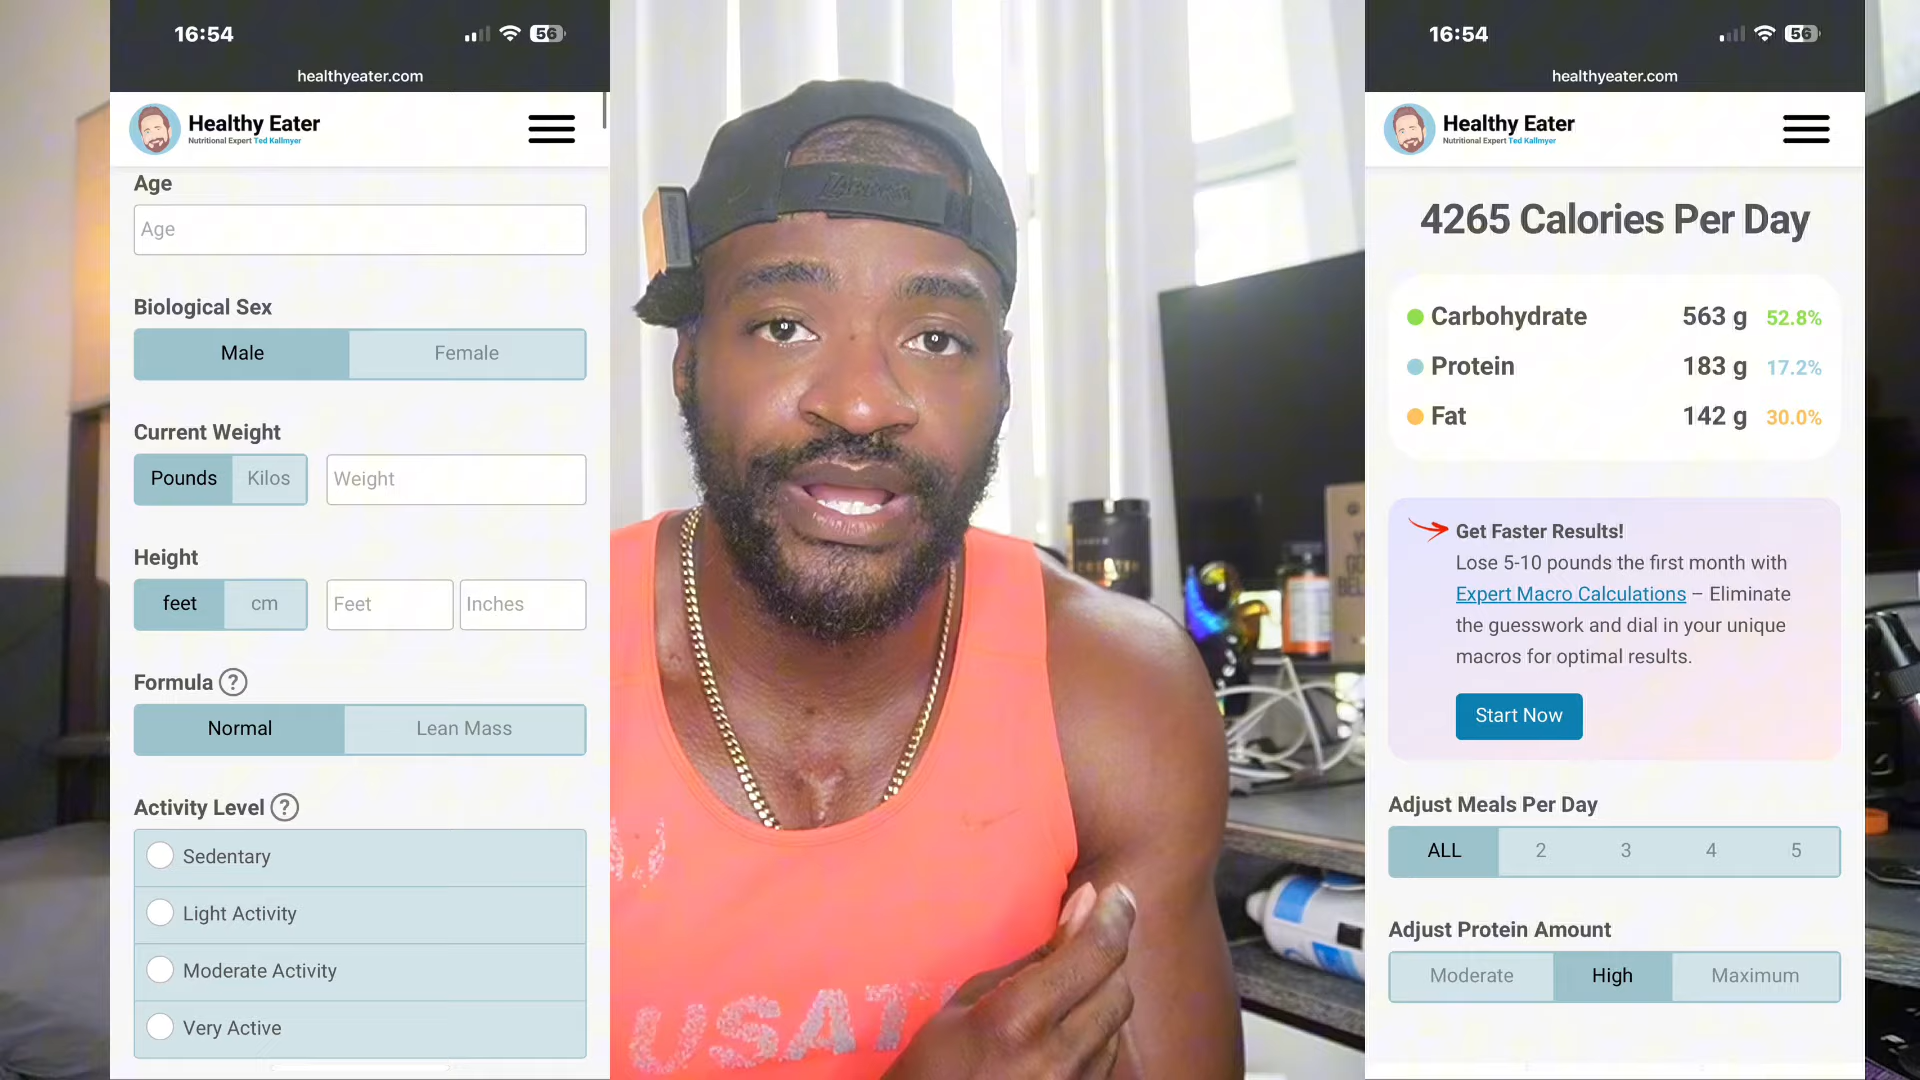 16:54
56
healthyeater.com
Healthy Eater
Nutritional Expert Ted Kallmyer
Age
Age
Biological Sex
Male Female
Current Weight
Pounds Kilos Weight
Height
feet cm Feet Inches
Formula ?
Normal Lean Mass
Activity Level ?
Sedentary
Light Activity
Moderate Activity
Very Active
USAT
16:54
56
healthyeater.com
Healthy Eater
Nutritional Expert Ted Kallmyer
4265 Calories Per Day
Carbohydrate 563 g 52.8%
Protein 183 g 17.2%
Fat 142 g 30.0%
Get Faster Results!
Lose 5-10 pounds the first month with
Expert Macro Calculations – Eliminate
the guesswork and dial in your unique
macros for optimal results.
Start Now
Adjust Meals Per Day
ALL 2 3 4 5
Adjust Protein Amount
Moderate High Maximum